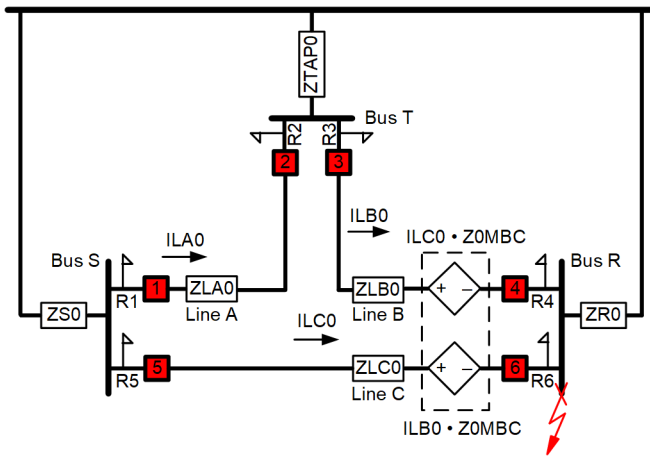 ZTAP0
Bus T
R2
R3
2
3
ILA0
ILB0
ILC0 • Z0MBC
Bus S
Bus R
1
ZLA0
ZLB0
+
–
4
R1
Line A
Line B
R4
ZS0
ZR0
ILC0
5
ZLC0
+
–
6
R5
Line C
R6
ILB0 • Z0MBC